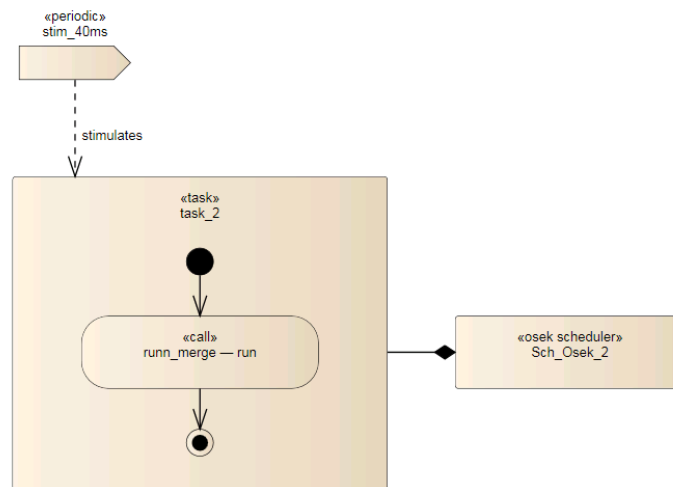 «periodic»
stim_40ms
stimulates
«task»
task_2
«call»
runn_merge — run
«osek scheduler»
Sch_Osek_2